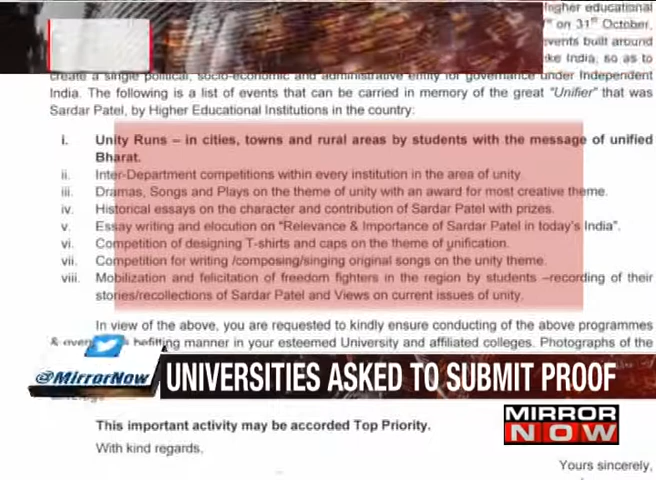 higher educational
on 31st October,
events built around
ke India, so as to
create a single political, socio-economic and administrative entity for governance under Independent
India. The following is a list of events that can be carried in memory of the great "Unifier" that was
Sardar Patel, by Higher Educational Institutions in the country:
i. Unity Runs – in cities, towns and rural areas by students with the message of unified
Bharat.
ii. Inter-Department competitions within every institution in the area of unity.
iii. Dramas, Songs and Plays on the theme of unity with an award for most creative theme.
iv. Historical essays on the character and contribution of Sardar Patel with prizes.
v. Essay writing and elocution on "Relevance & Importance of Sardar Patel in today's India".
vi. Competition of designing T-shirts and caps on the theme of unification.
vii. Competition for writing /composing/singing original songs on the unity theme.
viii. Mobilization and felicitation of freedom fighters in the region by students –recording of their
stories/recollections of Sardar Patel and Views on current issues of unity.
In view of the above, you are requested to kindly ensure conducting of the above programmes
befitting manner in your esteemed University and affiliated colleges. Photographs of the
@MirrorNow
UNIVERSITIES ASKED TO SUBMIT PROOF
MIRROR
NOW
This important activity may be accorded Top Priority.
With kind regards,
Yours sincerely,